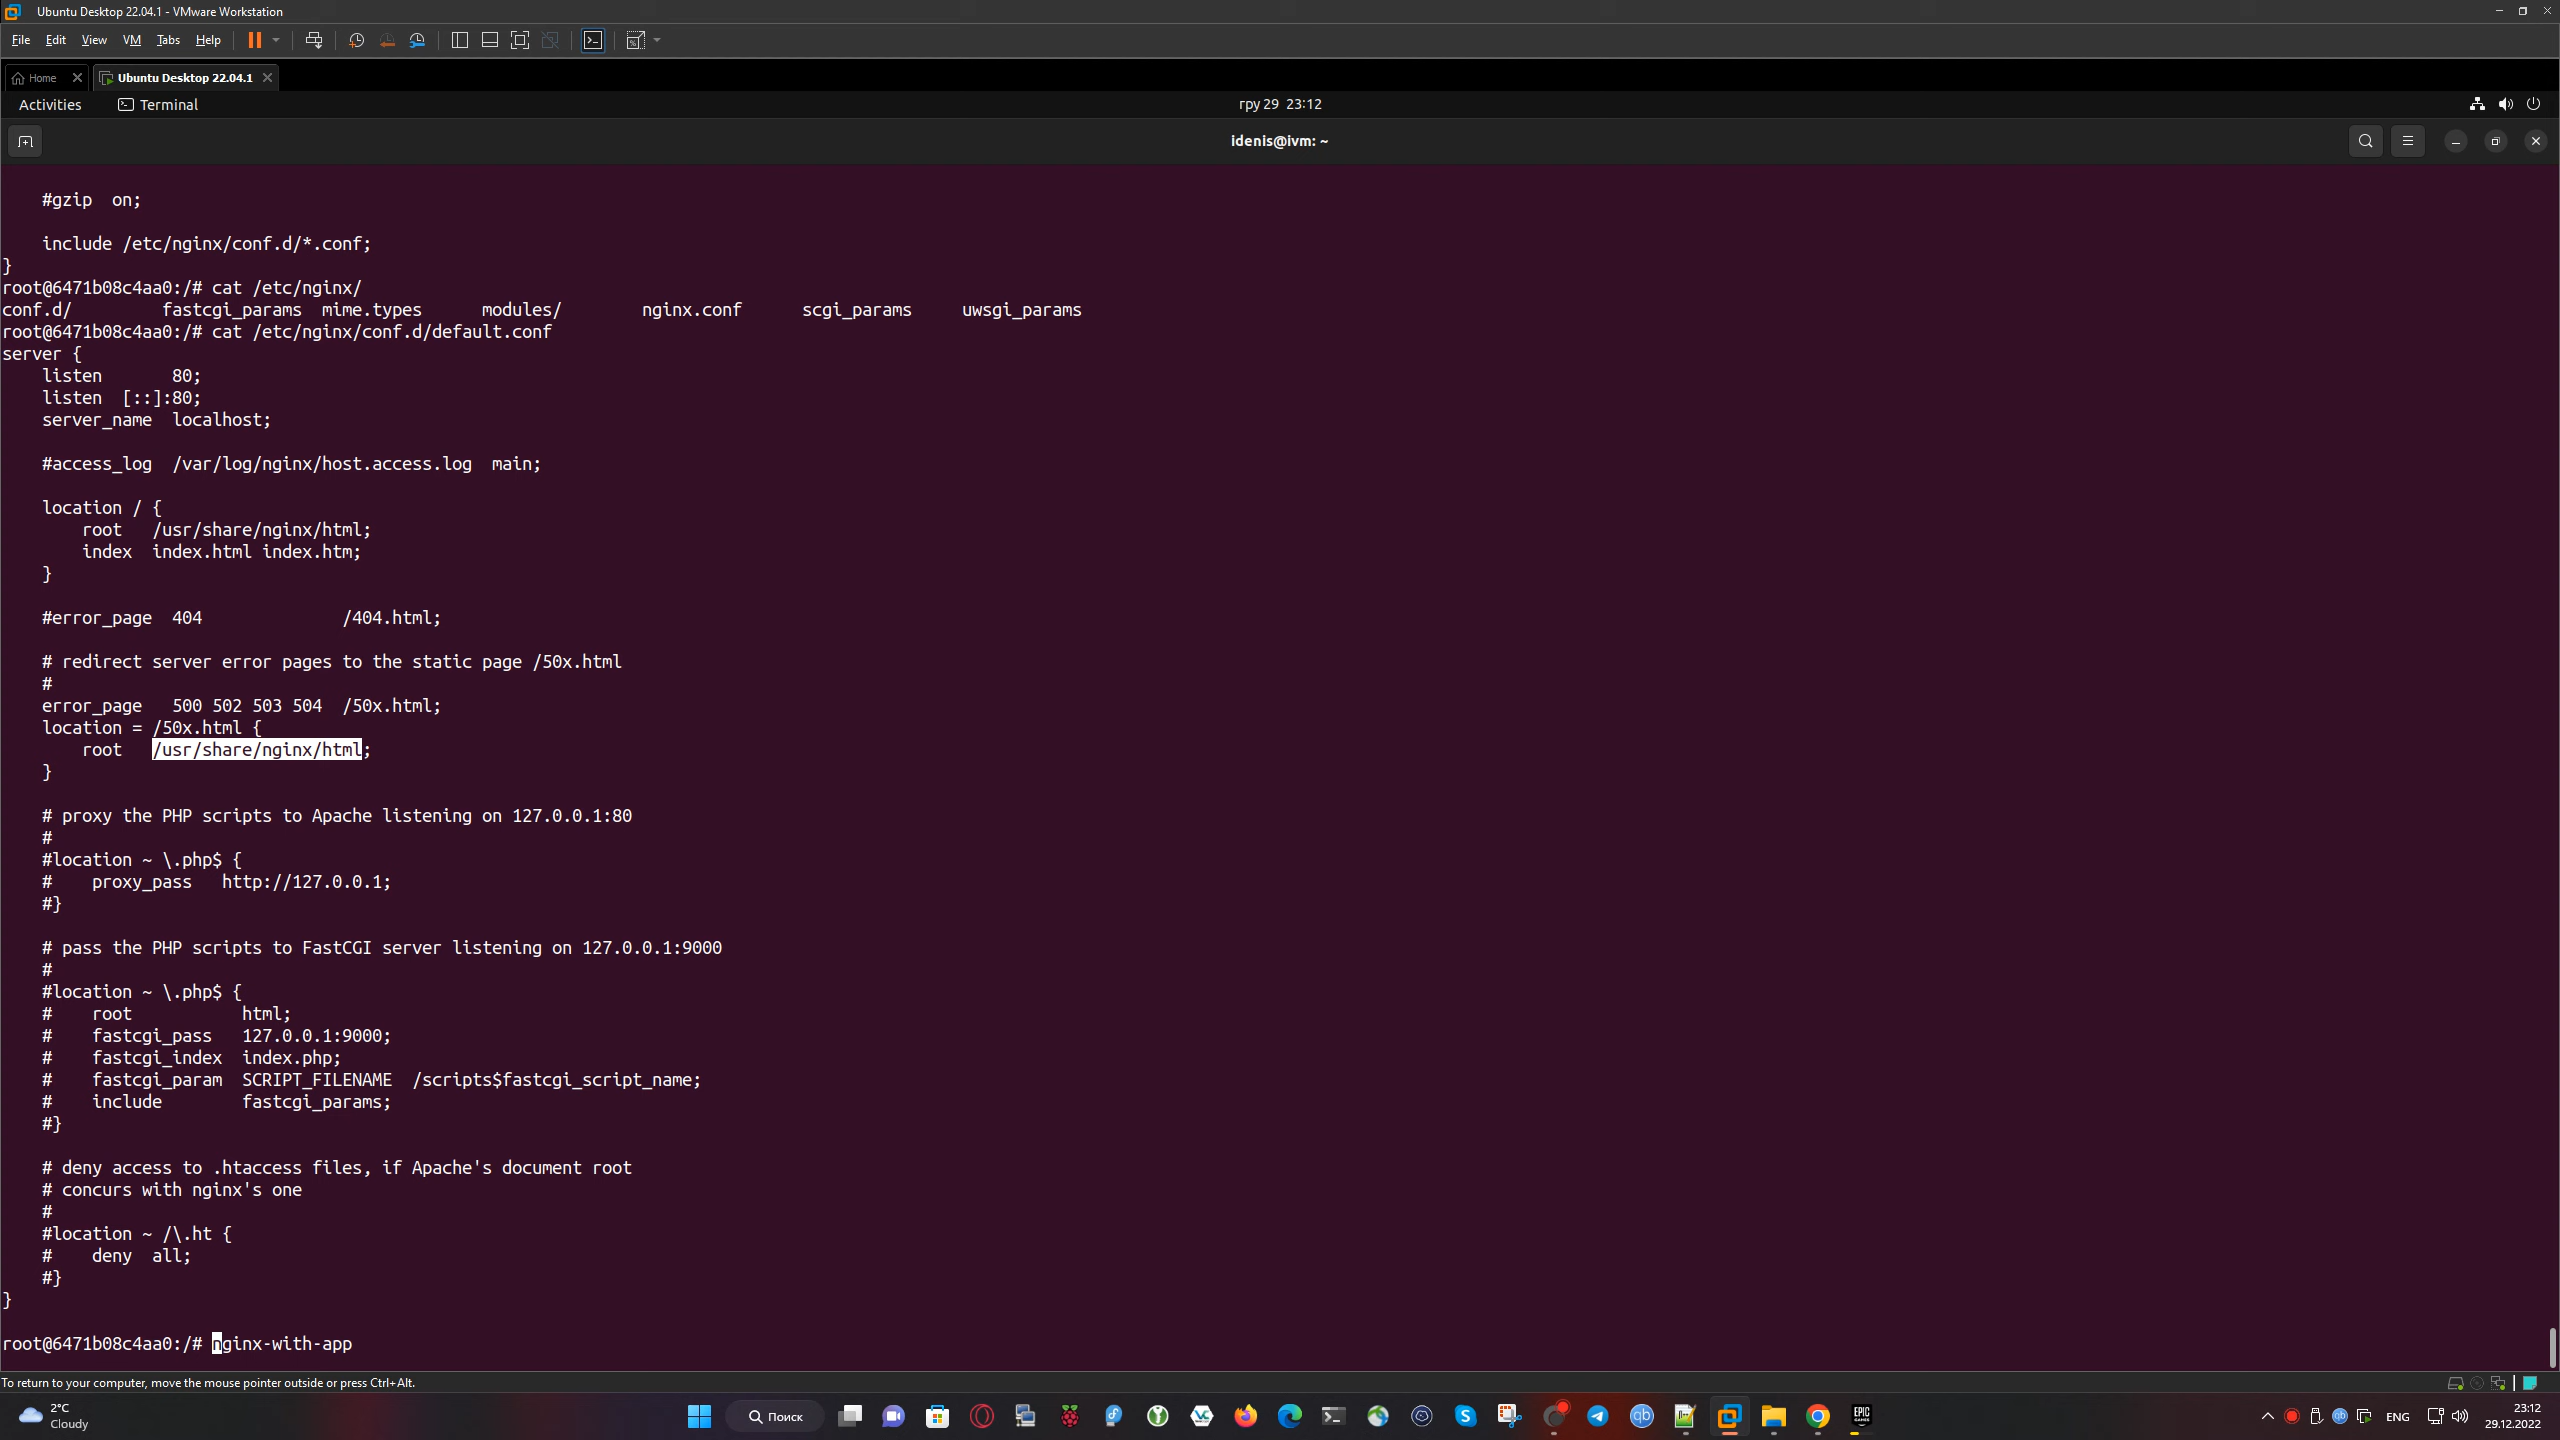 Ubuntu Desktop 22.04.1 - VMware Workstation
File Edit View VM Tabs Help
Home Ubuntu Desktop 22.04.1
Activities Terminal гру 29 23:12
idenis@ivm: ~
    #gzip  on;
    include /etc/nginx/conf.d/*.conf;
}
root@6471b08c4aa0:/# cat /etc/nginx/
conf.d/         fastcgi_params  mime.types      modules/        nginx.conf      scgi_params     uwsgi_params
root@6471b08c4aa0:/# cat /etc/nginx/conf.d/default.conf
server {
    listen       80;
    listen  [::]:80;
    server_name  localhost;
    #access_log  /var/log/nginx/host.access.log  main;
    location / {
        root   /usr/share/nginx/html;
        index  index.html index.htm;
    }
    #error_page  404              /404.html;
    # redirect server error pages to the static page /50x.html
    #
    error_page   500 502 503 504  /50x.html;
    location = /50x.html {
        root   /usr/share/nginx/html;
    }
    # proxy the PHP scripts to Apache listening on 127.0.0.1:80
    #
    #location ~ \.php$ {
    #    proxy_pass   http://127.0.0.1;
    #}
    # pass the PHP scripts to FastCGI server listening on 127.0.0.1:9000
    #
    #location ~ \.php$ {
    #    root           html;
    #    fastcgi_pass   127.0.0.1:9000;
    #    fastcgi_index  index.php;
    #    fastcgi_param  SCRIPT_FILENAME  /scripts$fastcgi_script_name;
    #    include        fastcgi_params;
    #}
    # deny access to .htaccess files, if Apache's document root
    # concurs with nginx's one
    #
    #location ~ /\.ht {
    #    deny  all;
    #}
}
root@6471b08c4aa0:/# nginx-with-app
To return to your computer, move the mouse pointer outside or press Ctrl+Alt.
2°C
Cloudy
Поиск
EPIC GAMES
ENG
23:12
29.12.2022